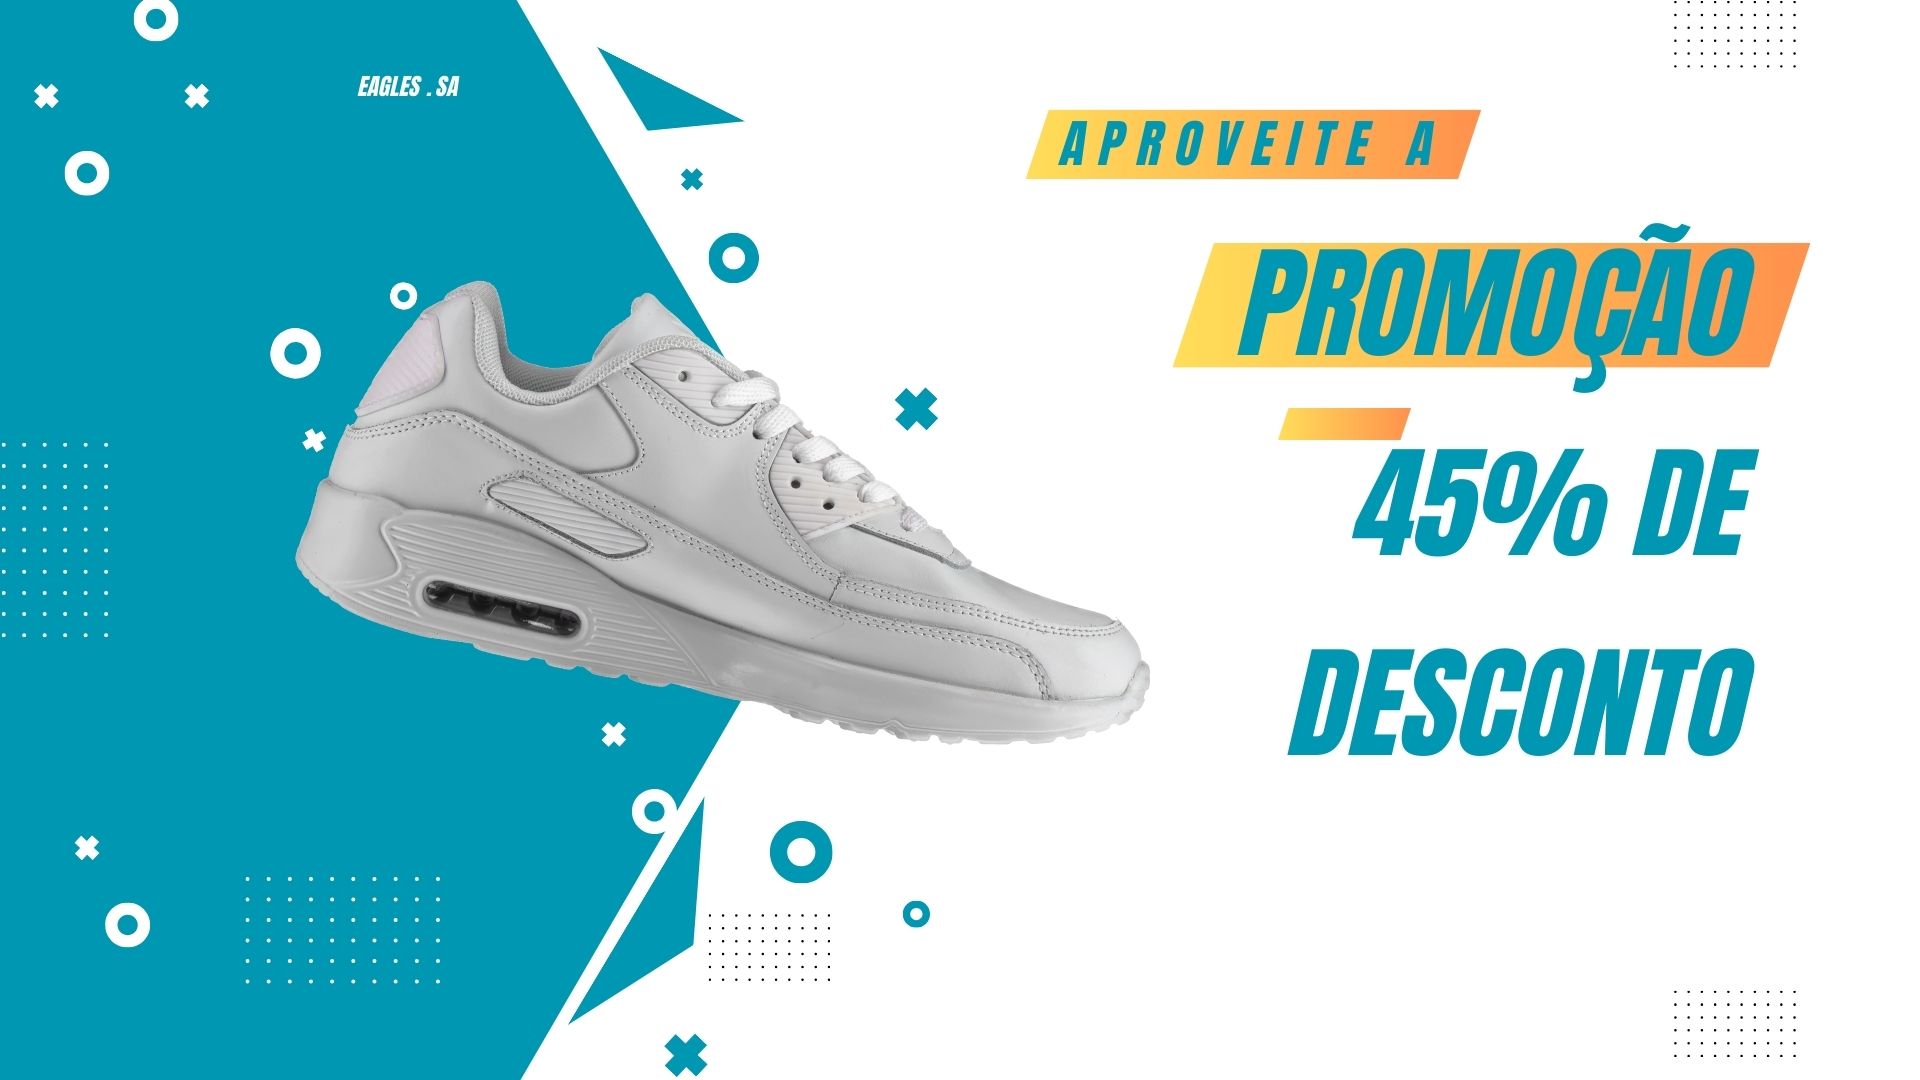 EAGLES . SA
APROVEITE A
PROMOÇÃO
45% DE
DESCONTO